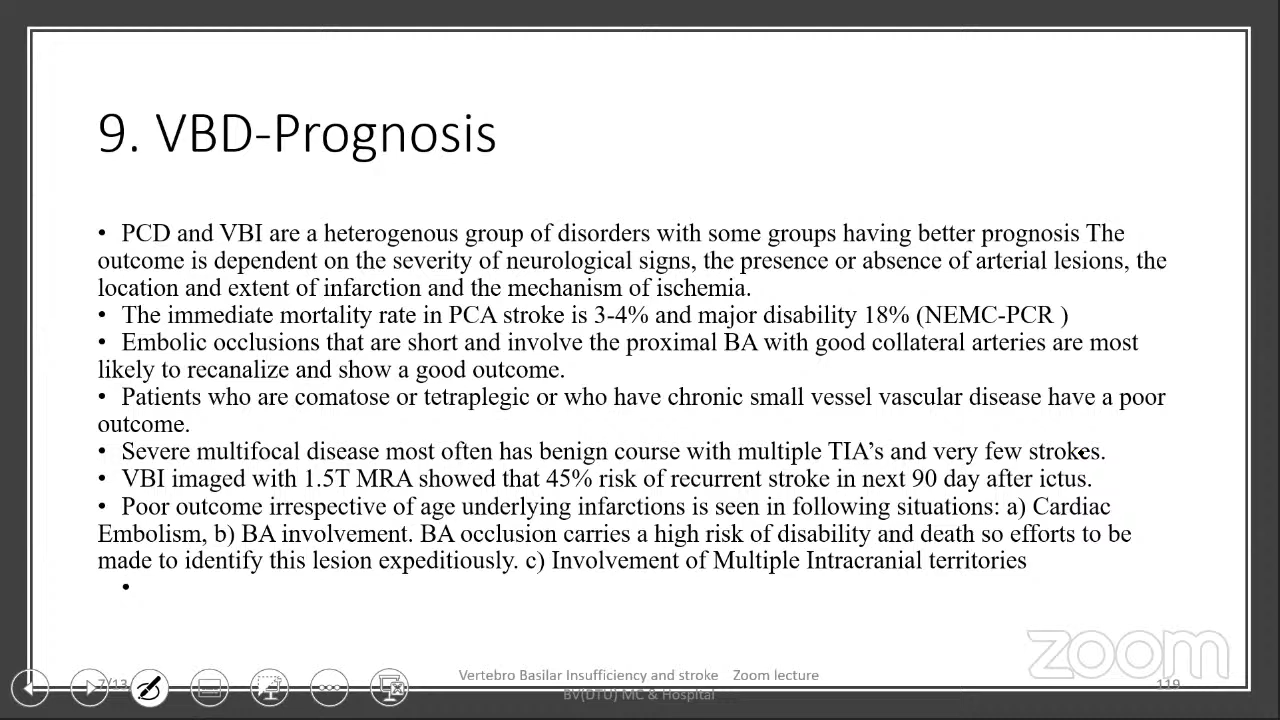 9. VBD-Prognosis
• PCD and VBI are a heterogenous group of disorders with some groups having better prognosis The
outcome is dependent on the severity of neurological signs, the presence or absence of arterial lesions, the
location and extent of infarction and the mechanism of ischemia.
• The immediate mortality rate in PCA stroke is 3-4% and major disability 18% (NEMC-PCR )
• Embolic occlusions that are short and involve the proximal BA with good collateral arteries are most
likely to recanalize and show a good outcome.
• Patients who are comatose or tetraplegic or who have chronic small vessel vascular disease have a poor
outcome.
• Severe multifocal disease most often has benign course with multiple TIA’s and very few strokes.
• VBI imaged with 1.5T MRA showed that 45% risk of recurrent stroke in next 90 day after ictus.
• Poor outcome irrespective of age underlying infarctions is seen in following situations: a) Cardiac
Embolism, b) BA involvement. BA occlusion carries a high risk of disability and death so efforts to be
made to identify this lesion expeditiously. c) Involvement of Multiple Intracranial territories
•
zoom
Vertebro Basilar Insufficiency and stroke Zoom lecture
BV(DTU) MC & Hospital
119